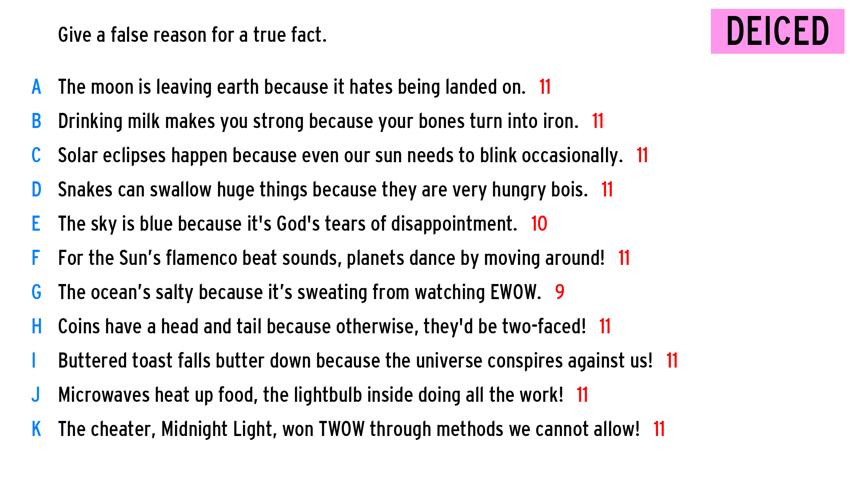 Give a false reason for a true fact.
DEICED
A The moon is leaving earth because it hates being landed on. 11
B Drinking milk makes you strong because your bones turn into iron. 11
C Solar eclipses happen because even our sun needs to blink occasionally. 11
D Snakes can swallow huge things because they are very hungry bois. 11
E The sky is blue because it's God's tears of disappointment. 10
F For the Sun’s flamenco beat sounds, planets dance by moving around! 11
G The ocean’s salty because it’s sweating from watching EWOW. 9
H Coins have a head and tail because otherwise, they'd be two-faced! 11
I Buttered toast falls butter down because the universe conspires against us! 11
J Microwaves heat up food, the lightbulb inside doing all the work! 11
K The cheater, Midnight Light, won TWOW through methods we cannot allow! 11